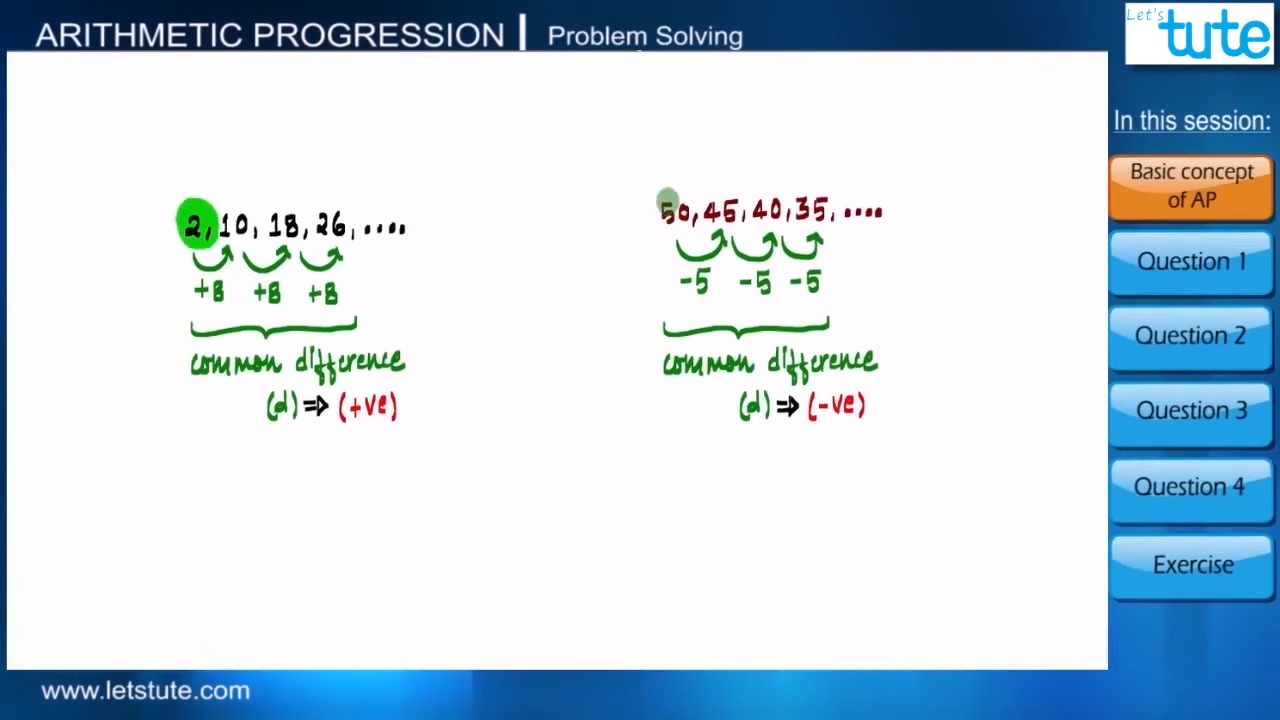 ARITHMETIC PROGRESSION | Problem Solving
Let's
tute
In this session:
Basic concept
of AP
Question 1
Question 2
Question 3
Question 4
Exercise
2, 10, 18, 26, ....
+8 +8 +8
common difference
(d) ⇒ (+ve)
50, 45, 40, 35, ....
-5 -5 -5
common difference
(d) ⇒ (-ve)
www.letstute.com